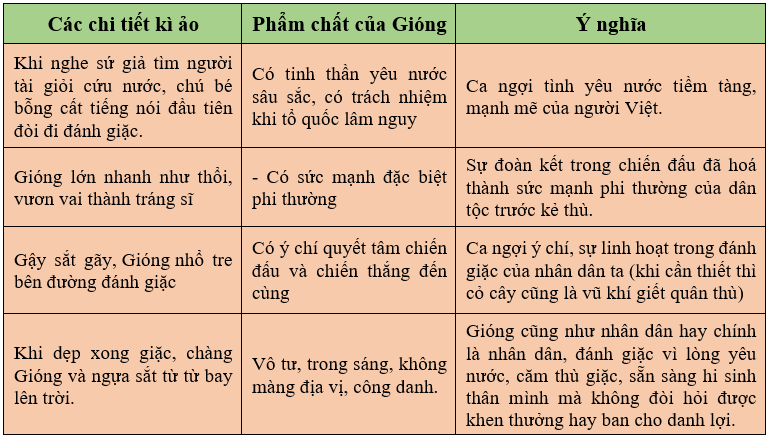 Các chi tiết kì ảo
Phẩm chất của Gióng
Ý nghĩa
Khi nghe sứ giả tìm người
tài giỏi cứu nước, chú bé
bỗng cất tiếng nói đầu tiên
đòi đi đánh giặc.
Có tinh thần yêu nước
sâu sắc, có trách nhiệm
khi tổ quốc lâm nguy
Ca ngợi tình yêu nước tiềm tàng,
mạnh mẽ của người Việt.
Gióng lớn nhanh như thổi,
vươn vai thành tráng sĩ
- Có sức mạnh đặc biệt
phi thường
Sự đoàn kết trong chiến đấu đã hoá
thành sức mạnh phi thường của dân
tộc trước kẻ thù.
Gậy sắt gãy, Gióng nhổ tre
bên đường đánh giặc
Có ý chí quyết tâm chiến
đấu và chiến thắng đến
cùng
Ca ngợi ý chí, sự linh hoạt trong đánh
giặc của nhân dân ta (khi cần thiết thì
cỏ cây cũng là vũ khí giết quân thù)
Khi dẹp xong giặc, chàng
Gióng và ngựa sắt từ từ bay
lên trời.
Vô tư, trong sáng, không
màng địa vị, công danh.
Gióng cũng như nhân dân hay chính
là nhân dân, đánh giặc vì lòng yêu
nước, căm thù giặc, sẵn sàng hi sinh
thân mình mà không đòi hỏi được
khen thưởng hay ban cho danh lợi.